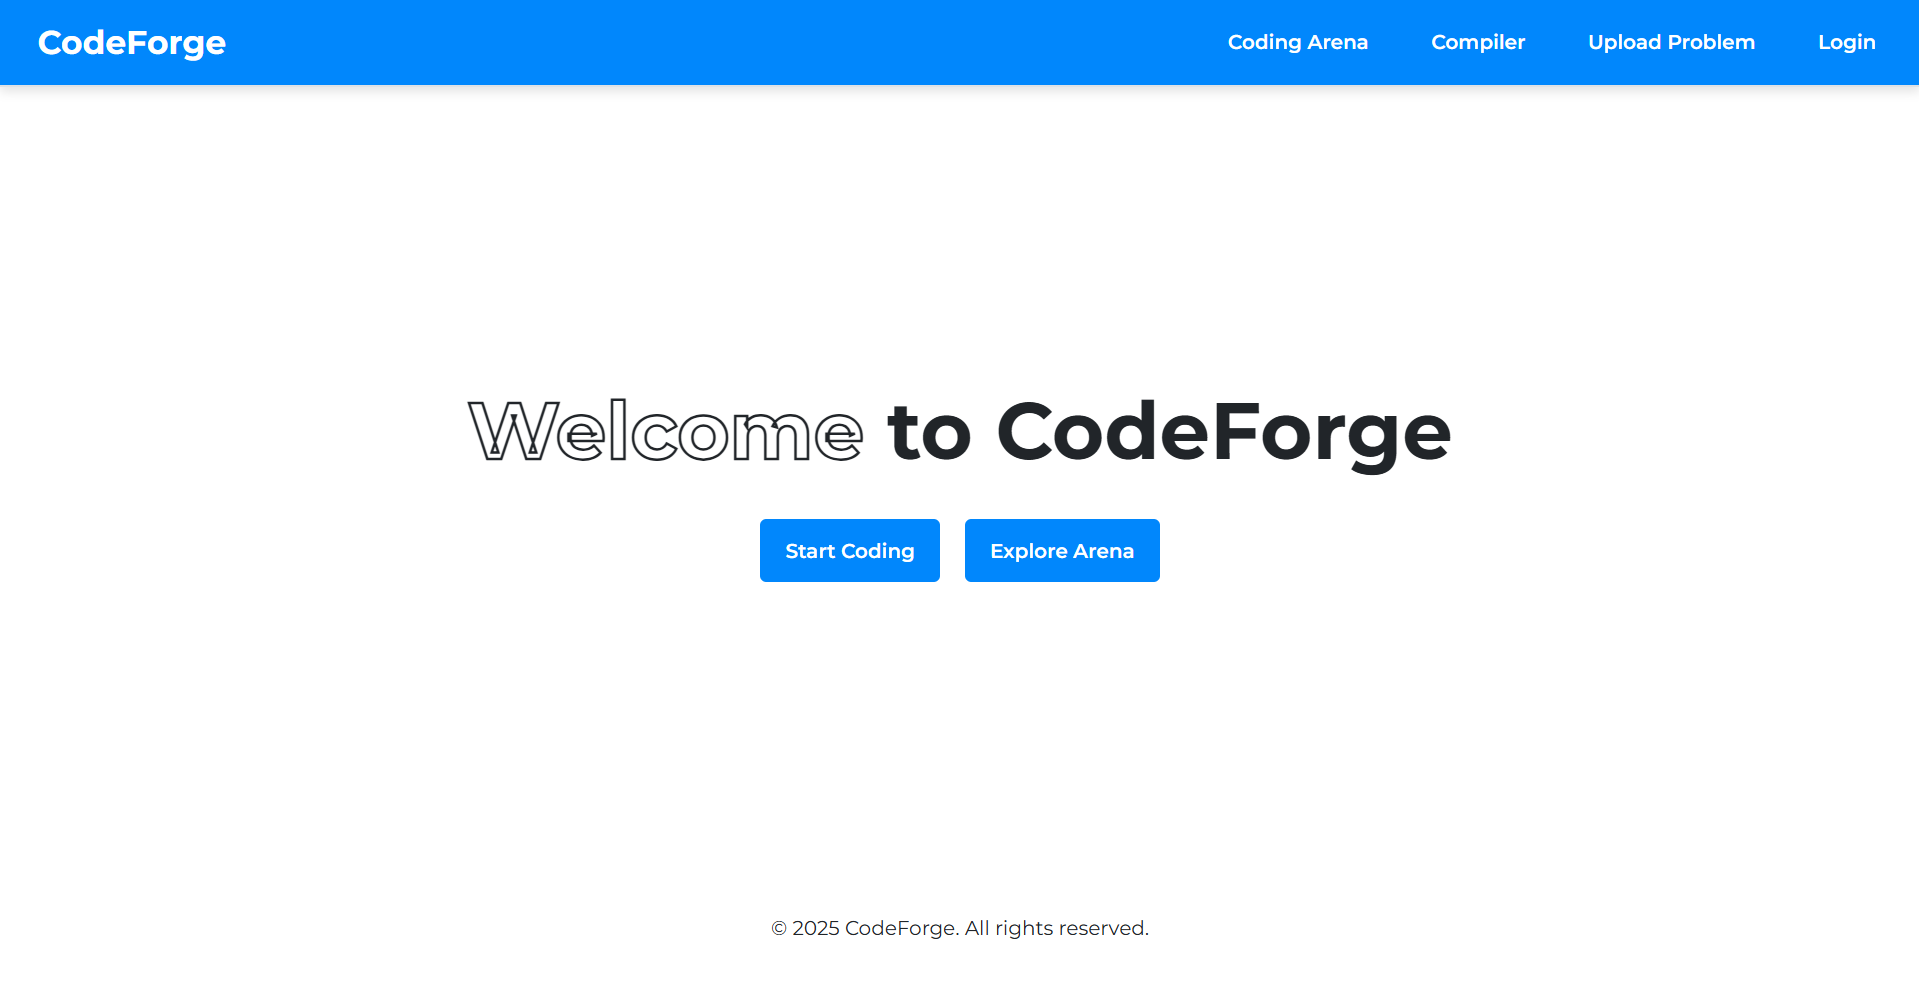 CodeForge
Coding Arena
Compiler
Upload Problem
Login
Welcome to CodeForge
Start Coding
Explore Arena
© 2025 CodeForge. All rights reserved.